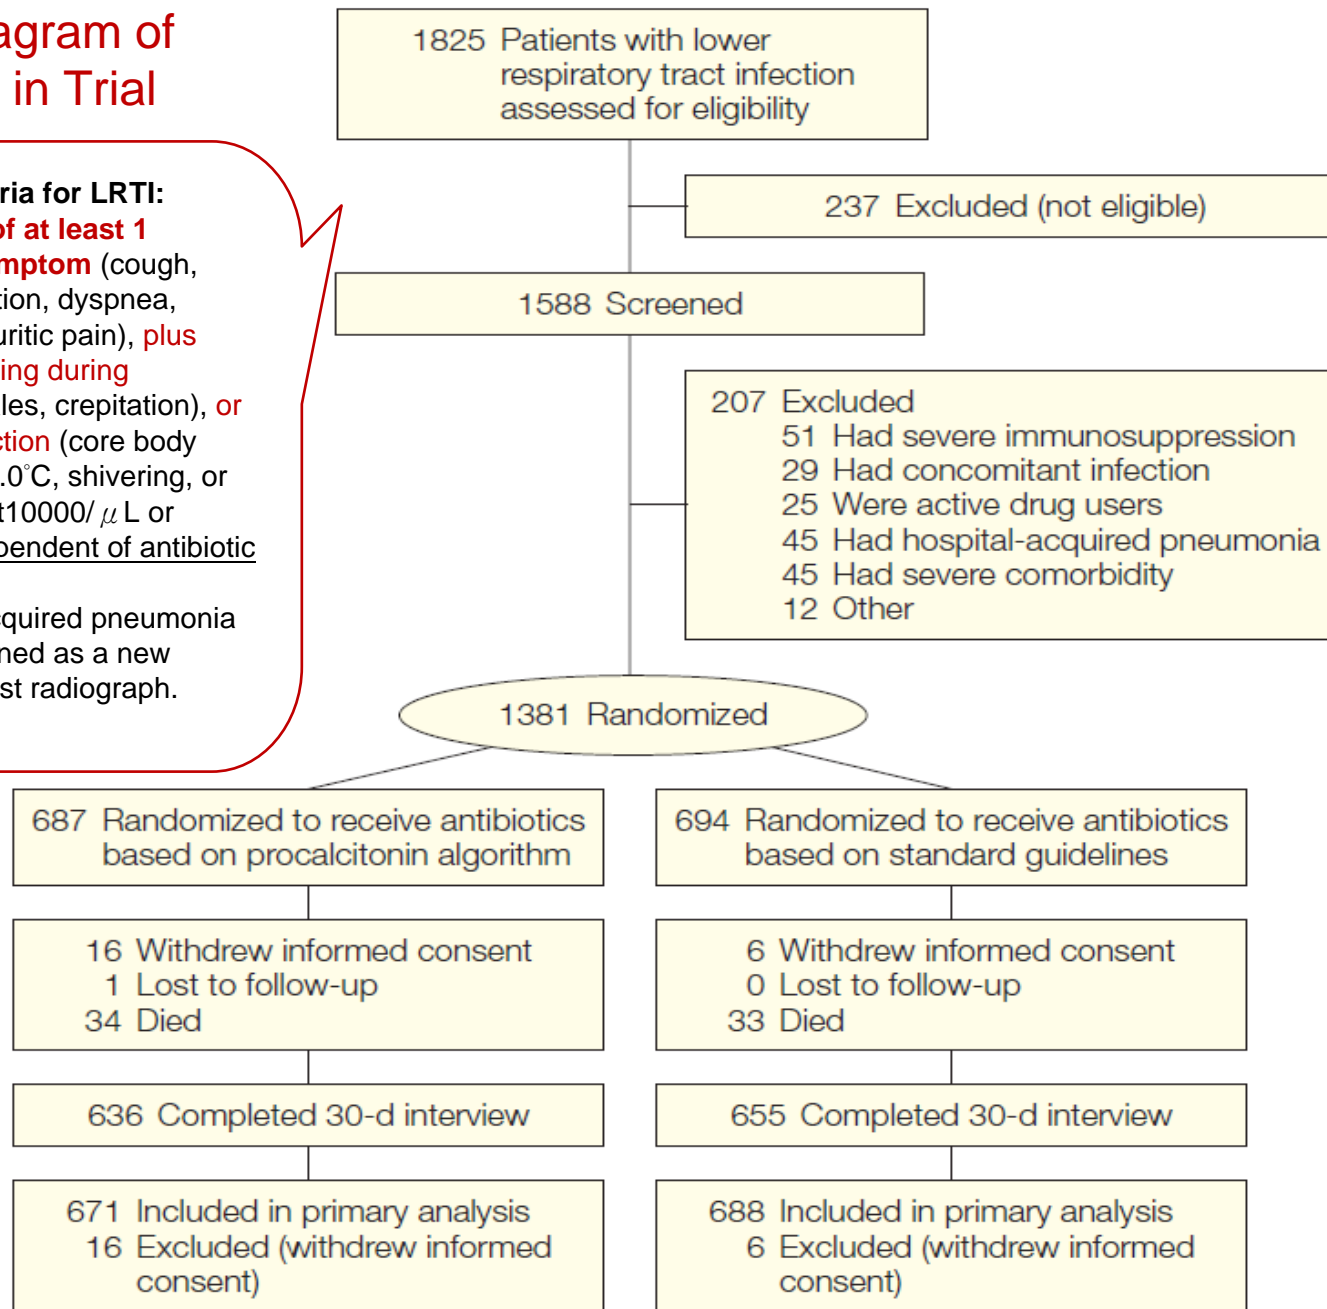 agram of
in Trial
ria for LRTI:
of at least 1
mptom (cough,
tion, dyspnea,
uritic pain), plus
ing during
les, crepitation), or
ction (core body
.0°C, shivering, or
t10000/μL or
pendent of antibiotic
quired pneumonia
ned as a new
st radiograph.
1825 Patients with lower
respiratory tract infection
assessed for eligibility
237 Excluded (not eligible)
1588 Screened
207 Excluded
51 Had severe immunosuppression
29 Had concomitant infection
25 Were active drug users
45 Had hospital-acquired pneumonia
45 Had severe comorbidity
12 Other
1381 Randomized
687 Randomized to receive antibiotics
based on procalcitonin algorithm
16 Withdrew informed consent
1 Lost to follow-up
34 Died
636 Completed 30-d interview
671 Included in primary analysis
16 Excluded (withdrew informed
consent)
694 Randomized to receive antibiotics
based on standard guidelines
6 Withdrew informed consent
0 Lost to follow-up
33 Died
655 Completed 30-d interview
688 Included in primary analysis
6 Excluded (withdrew informed
consent)